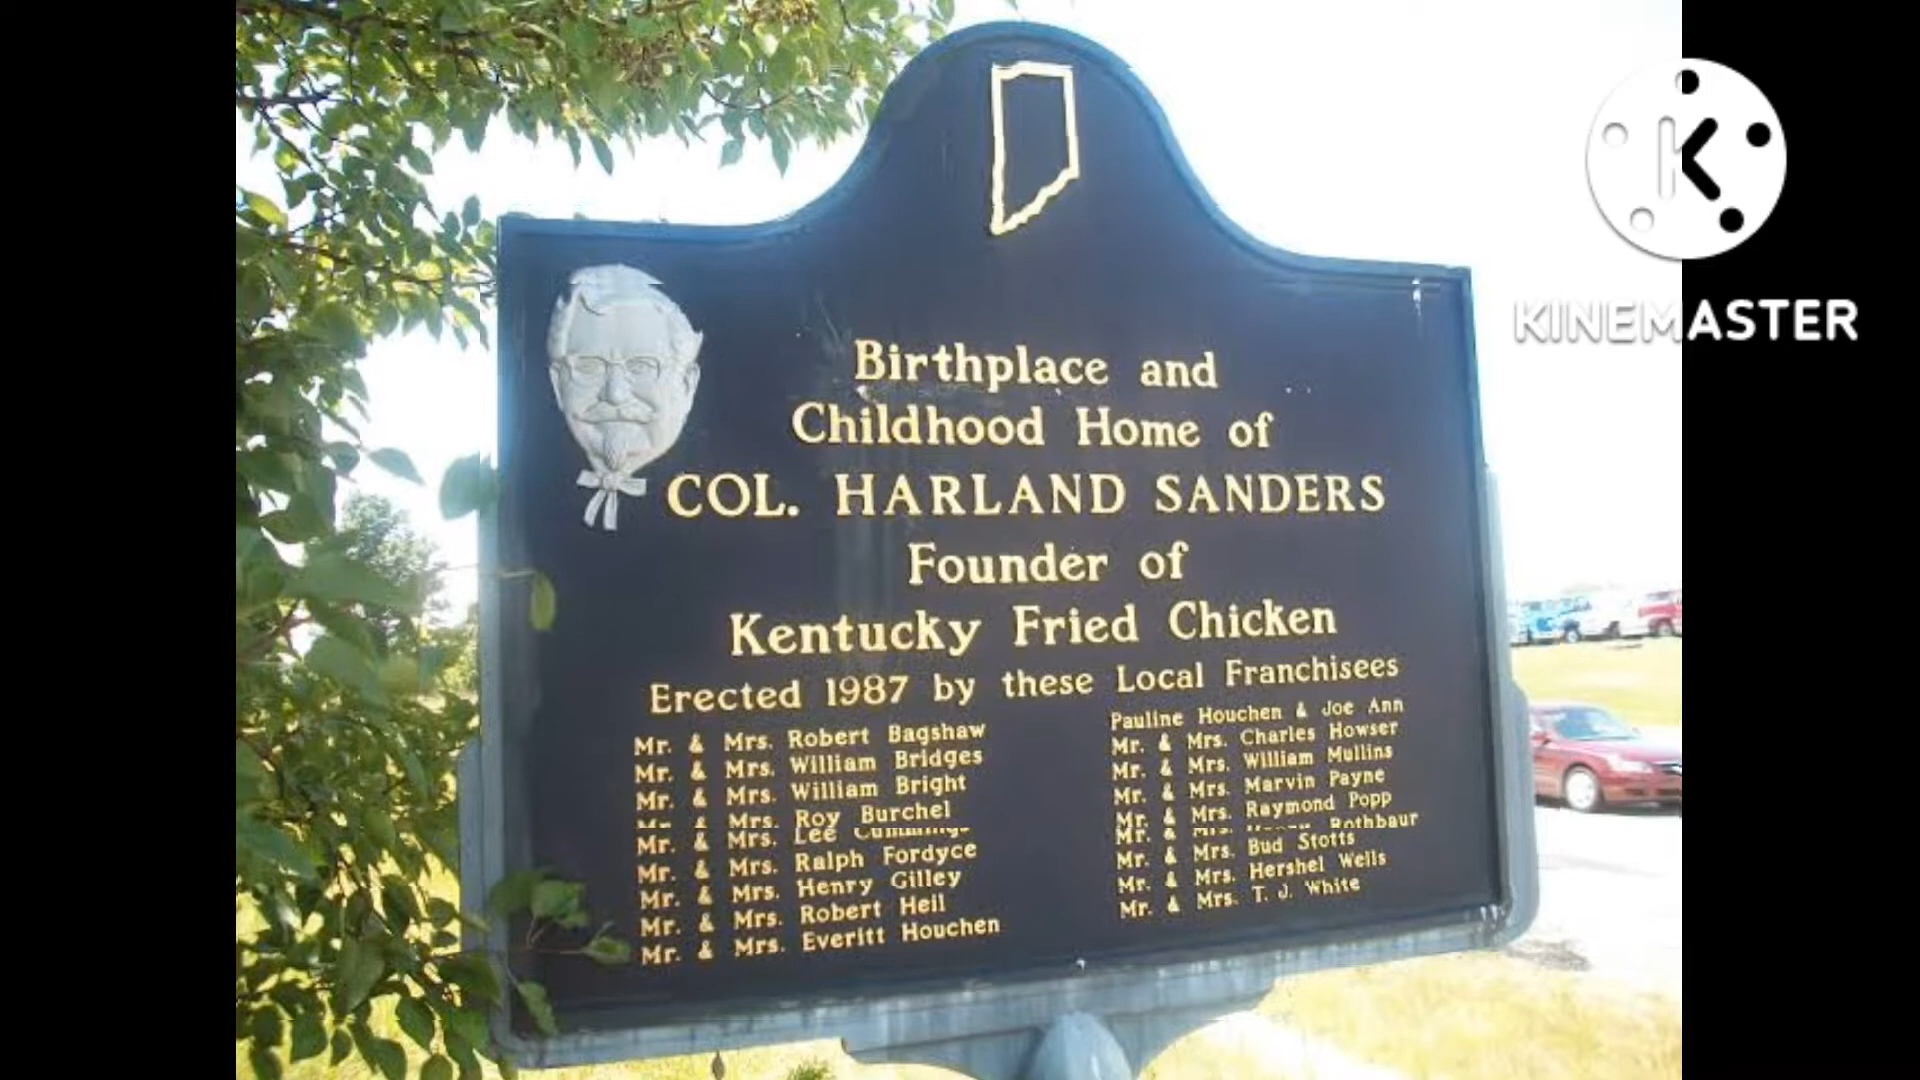 Birthplace and
Childhood Home of
COL. HARLAND SANDERS
Founder of
Kentucky Fried Chicken
Erected 1987 by these Local Franchisees
Mr. & Mrs. Robert Bagshaw
Mr. & Mrs. William Bridges
Mr. & Mrs. William Bright
Mr. & Mrs. Roy Burchel
Mr. & Mrs. Lee Cummings
Mr. & Mrs. Ralph Fordyce
Mr. & Mrs. Henry Gilley
Mr. & Mrs. Robert Heil
Mr. & Mrs. Everitt Houchen
Pauline Houchen & Joe Ann
Mr. & Mrs. Charles Howser
Mr. & Mrs. William Mullins
Mr. & Mrs. Marvin Payne
Mr. & Mrs. Raymond Popp
Mr. & Mrs. Rothbaur
Mr. & Mrs. Bud Stotts
Mr. & Mrs. Hershel Wells
Mr. & Mrs. T. J. White
K
KINEMASTER